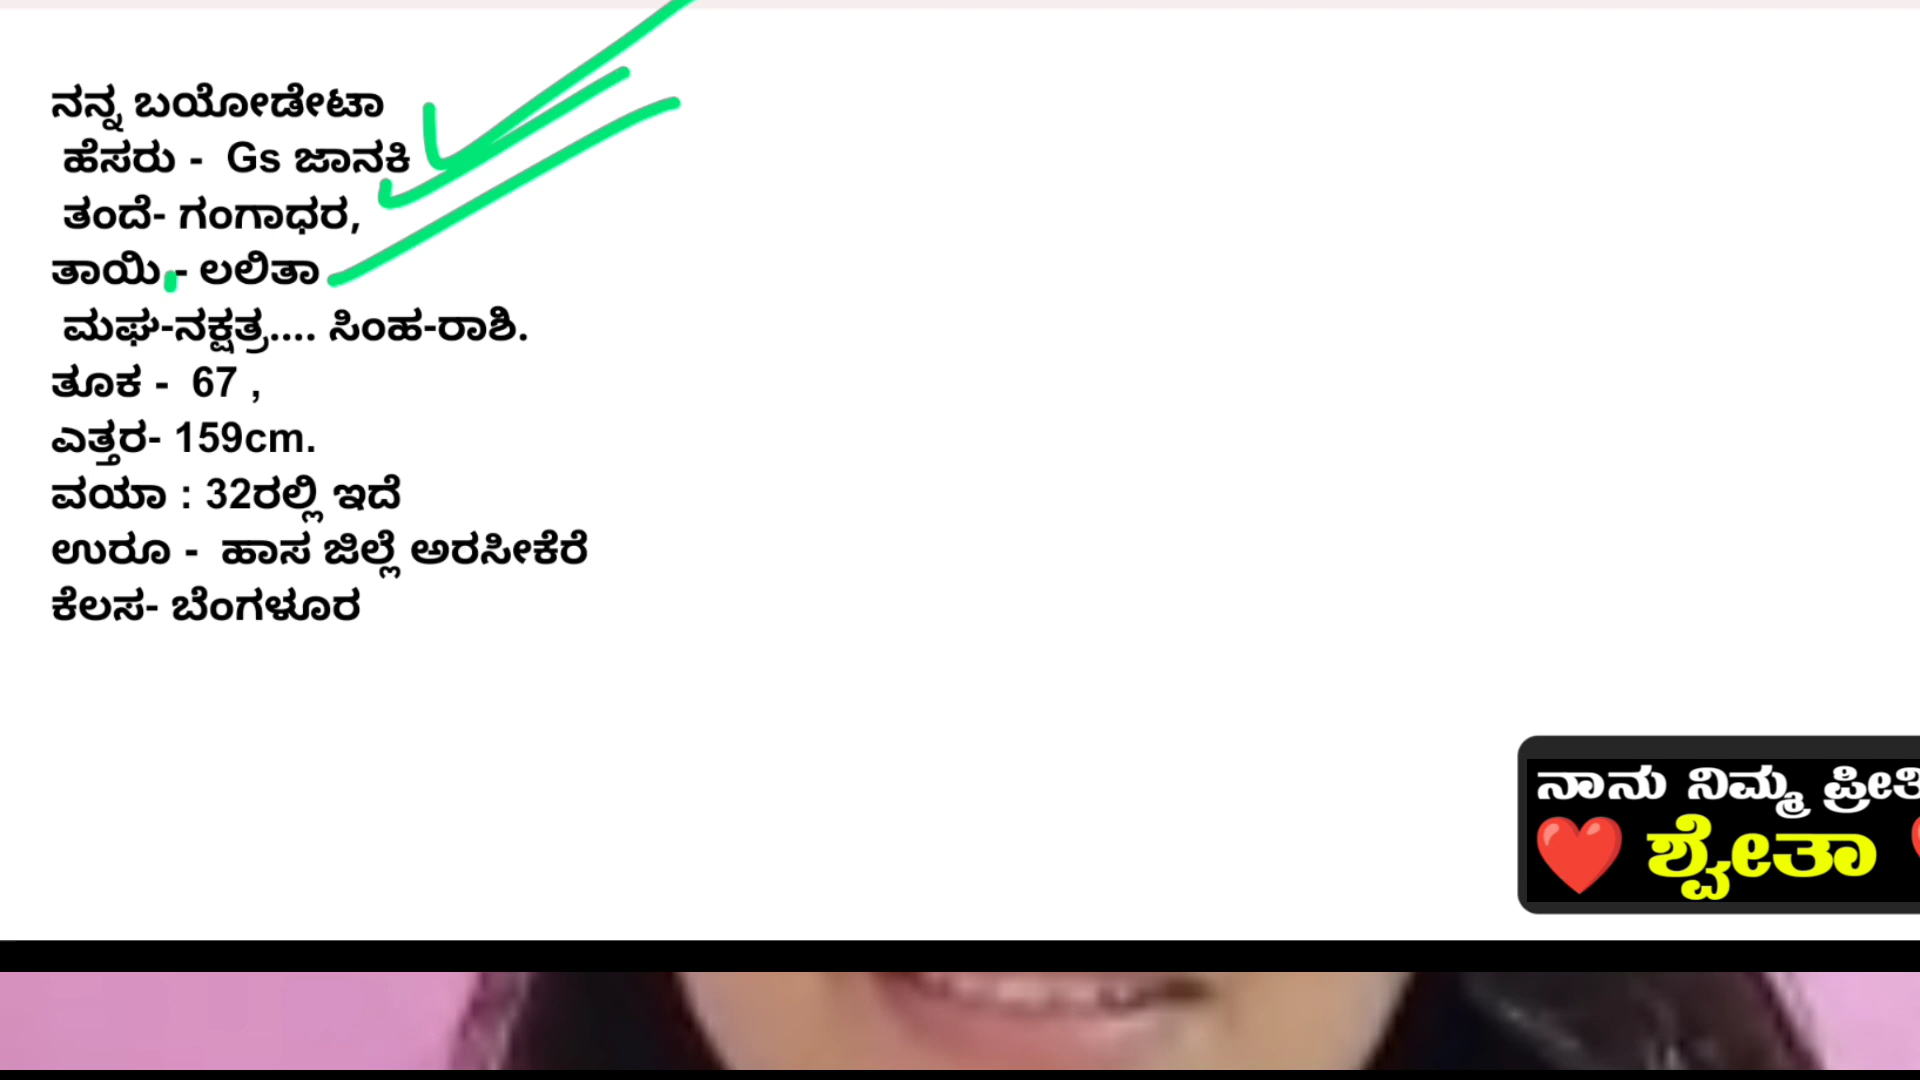 ನನ್ನ ಬಯೋಡೇಟಾ
ಹೆಸರು - Gs ಜಾನಕಿ
ತಂದೆ- ಗಂಗಾಧರ,
ತಾಯಿ,- ಲಲಿತಾ
ಮಘ-ನಕ್ಷತ್ರ.... ಸಿಂಹ-ರಾಶಿ.
ತೂಕ - 67 ,
ಎತ್ತರ- 159cm.
ವಯಾ : 32ರಲ್ಲಿ ಇದೆ
ಉರೂ - ಹಾಸ ಜಿಲ್ಲೆ ಅರಸೀಕೆರೆ
ಕೆಲಸ- ಬೆಂಗಳೂರ
ನಾನು ನಿಮ್ಮ
ಶ್ವೇತಾ